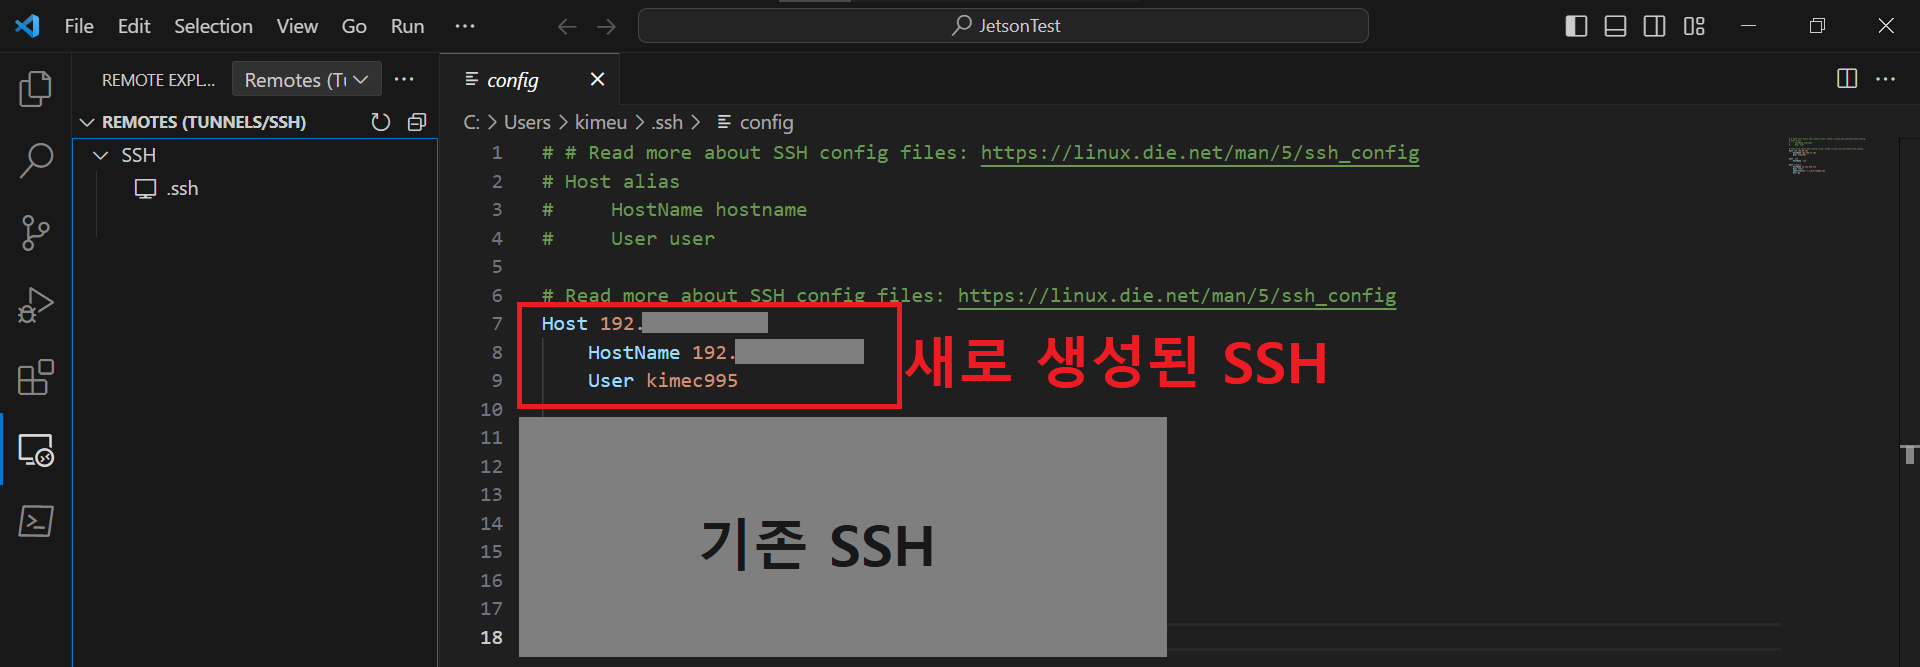 File Edit Selection View Go Run ···
JetsonTest
REMOTE EXPL... Remotes (Tu ···
REMOTES (TUNNELS/SSH)
SSH
.ssh
config
C: > Users > kimeu > .ssh > config
1 # # Read more about SSH config files: https://linux.die.net/man/5/ssh_config
2 # Host alias
3 #     HostName hostname
4 #     User user
5
6 # Read more about SSH config files: https://linux.die.net/man/5/ssh_config
7 Host 192.
8     HostName 192.
9     User kimec995
새로 생성된 SSH
10
11
12
13
14
기존 SSH
15
16
17
18